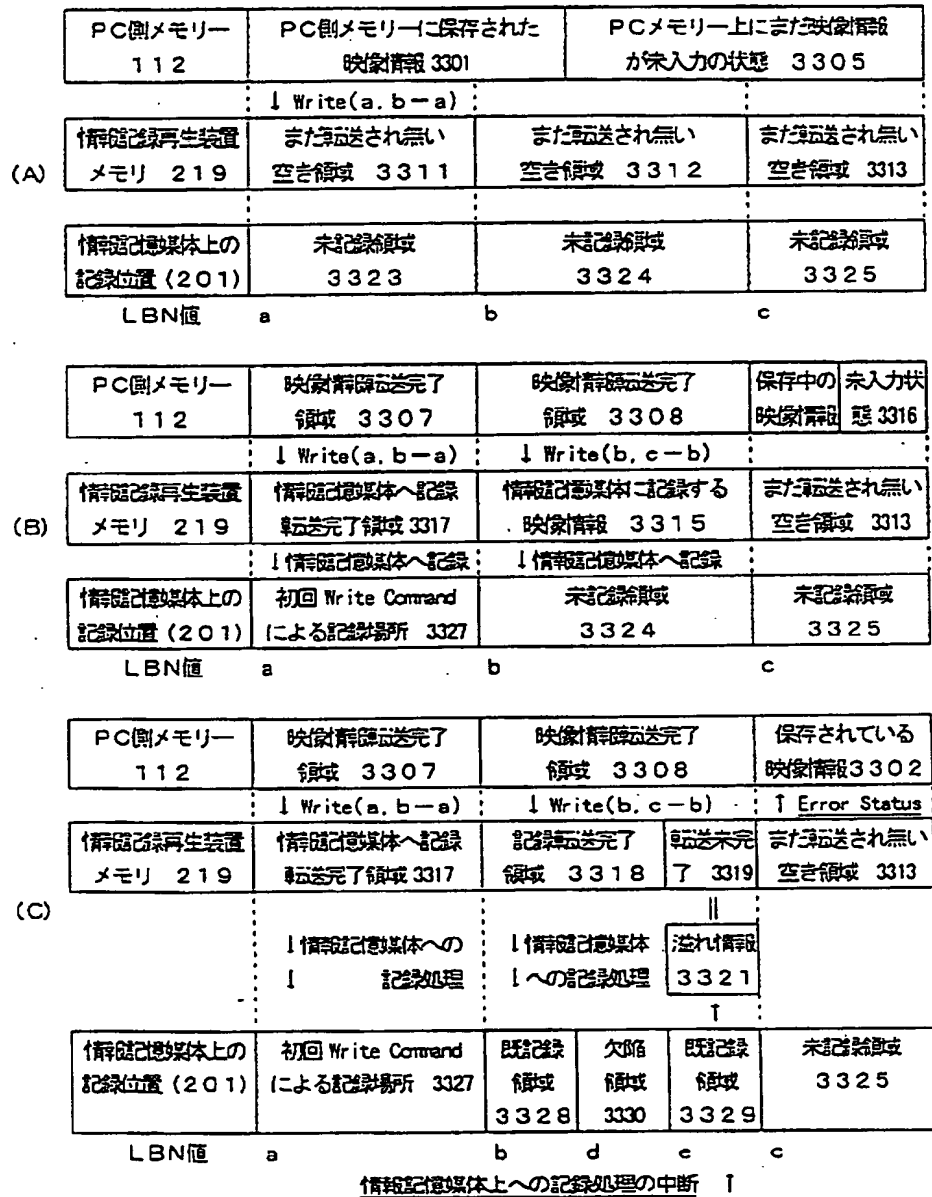 PC側メモリー
112
PC側メモリーに保存された
映像情報 3301
PCメモリー上にまだ映像情報
が未入力の状態 3305
↓ Write(a, b－a)
(A)
情報記録再生装置
メモリ 219
まだ転送され無い
空き領域 3311
まだ転送され無い
空き領域 3312
まだ転送され無い
空き領域 3313
情報記憶媒体上の
記録位置(201)
未記録領域
3323
未記録領域
3324
未記録領域
3325
LBN値 a b c
PC側メモリー
112
映像情報転送完了
領域 3307
映像情報転送完了
領域 3308
保存中の
映像情報
未入力状
態 3316
↓ Write(a, b－a) ↓ Write(b, c－b)
(B)
情報記録再生装置
メモリ 219
情報記憶媒体へ記録
転送完了領域 3317
情報記憶媒体に記録する
映像情報 3315
まだ転送され無い
空き領域 3313
↓情報記憶媒体へ記録 ↓情報記憶媒体へ記録
情報記憶媒体上の
記録位置(201)
初回 Write Command
による記録場所 3327
未記録領域
3324
未記録領域
3325
LBN値 a b c
PC側メモリー
112
映像情報転送完了
領域 3307
映像情報転送完了
領域 3308
保存されている
映像情報3302
↓ Write(a, b－a) ↓ Write(b, c－b) ↑ Error Status
(C)
情報記録再生装置
メモリ 219
情報記憶媒体へ記録
転送完了領域 3317
記録転送完了
領域 3318
転送未完
了 3319
まだ転送され無い
空き領域 3313
||
↓情報記憶媒体への
↓ 記録処理
↓情報記憶媒体
↓への記録処理
溢れ情報
3321
↑
情報記憶媒体上の
記録位置(201)
初回 Write Command
による記録場所 3327
既記録
領域
3328
欠陥
領域
3330
既記録
領域
3329
未記録領域
3325
LBN値 a b d e c
情報記憶媒体上への記録処理の中断 ↑